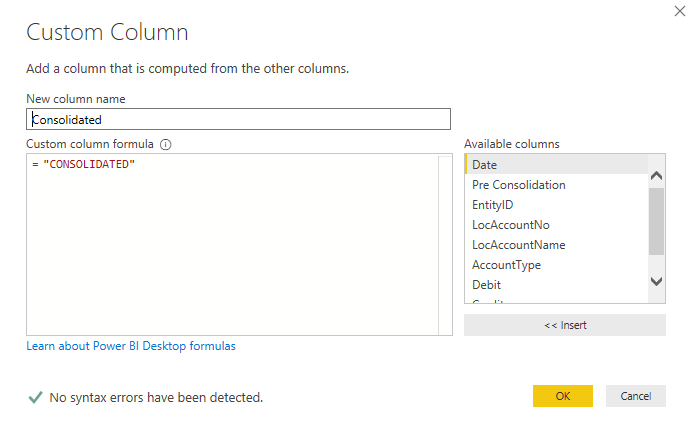 Custom Column
Add a column that is computed from the other columns.
New column name
Consolidated
Custom column formula
Available columns
= "CONSOLIDATED"
Date
Pre Consolidation
EntityID
LocAccountNo
LocAccountName
AccountType
Debit
<< Insert
Learn about Power BI Desktop formulas
No syntax errors have been detected.
OK
Cancel